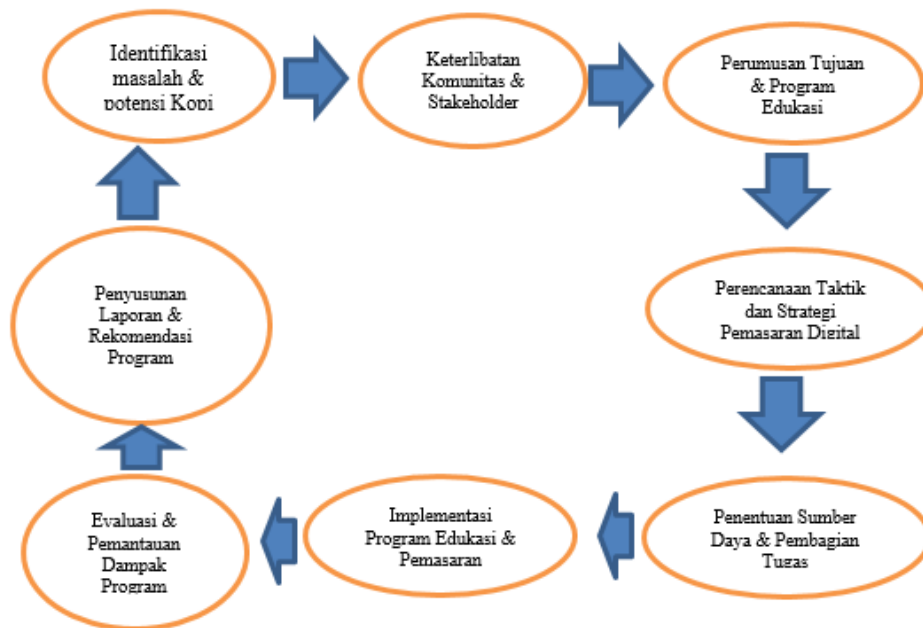 Identifikasi
masalah &
potensi Kopi
Keterlibatan
Komunitas &
Stakeholder
Perumusan Tujuan
& Program
Edukasi
Perencanaan Taktik
dan Strategi
Pemasaran Digital
Penentuan Sumber
Daya & Pembagian
Tugas
Implementasi
Program Edukasi &
Pemasaran
Evaluasi &
Pemantauan
Dampak
Program
Penyusunan
Laporan &
Rekomendasi
Program